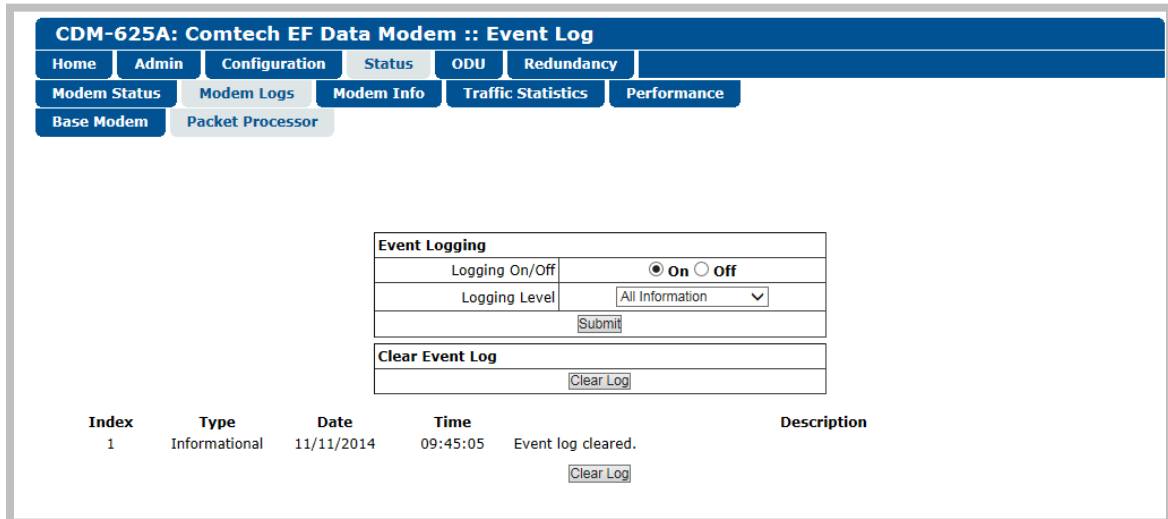 CDM-625A: Comtech EF Data Modem :: Event Log
Home Admin Configuration Status ODU Redundancy
Modem Status Modem Logs Modem Info Traffic Statistics Performance
Base Modem Packet Processor
Event Logging
Logging On/Off On Off
Logging Level All Information
Submit
Clear Event Log
Clear Log
Index Type Date Time Description
1 Informational 11/11/2014 09:45:05 Event log cleared.
Clear Log